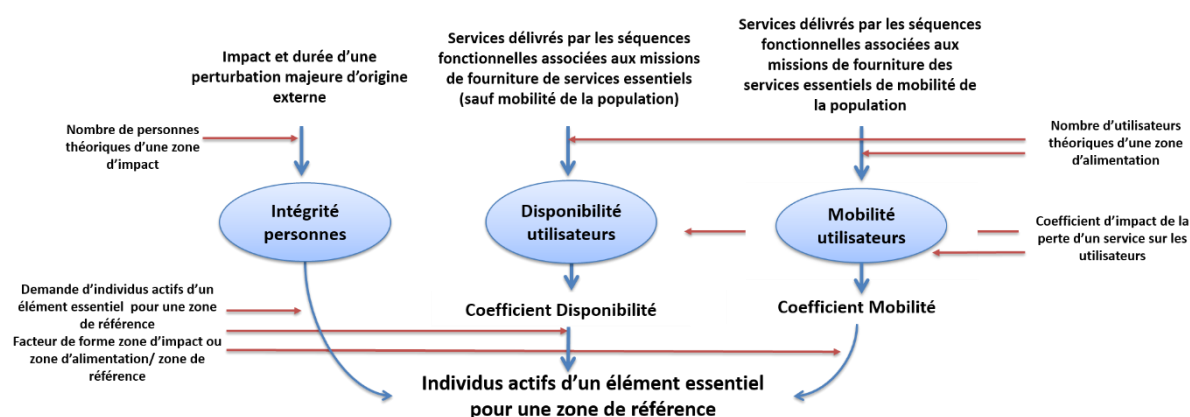 Impact et durée d'une
perturbation majeure d'origine
externe
Services délivrés par les séquences
fonctionnelles associées aux missions
de fourniture de services essentiels
(sauf mobilité de la population)
Services délivrés par les séquences
fonctionnelles associées aux
missions de fourniture des
services essentiels de mobilité de
la population
Nombre de personnes
théoriques d'une zone
d'impact
Nombre d'utilisateurs
théoriques d'une zone
d'alimentation
Intégrité
personnes
Disponibilité
utilisateurs
Mobilité
utilisateurs
Coefficient d'impact de la
perte d'un service sur les
utilisateurs
Demande d'individus actifs d'un
élément essentiel pour une zone
de référence
Facteur de forme zone d'impact ou
zone d'alimentation/ zone de
référence
Coefficient Disponibilité
Coefficient Mobilité
Individus actifs d'un élément essentiel
pour une zone de référence